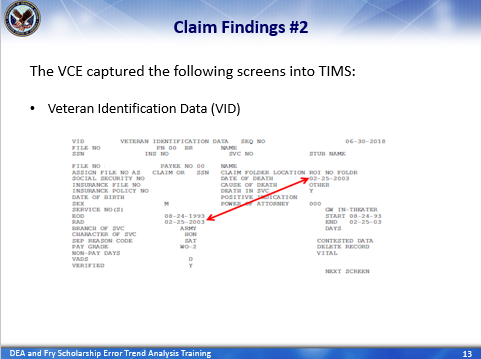 Claim Findings #2
The VCE captured the following screens into TIMS:
• Veteran Identification Data (VID)
VID VETERAN IDENTIFICATION DATA SEQ NO 06-30-2018
FILE NO PN 00 BR NAME
SSN INS NO SVC NO STUB NAME
FILE NO PAYEE NO 00 NAME
ASSIGN FILE NO AS CLAIM OR SSN CLAIM FOLDER LOCATION ROI NO FOLDR
SOCIAL SECURITY NO DATE OF DEATH 02-25-2003
INSURANCE FILE NO CAUSE OF DEATH OTHER
INSURANCE POLICY NO DEATH IN SVC Y
DATE OF BIRTH POSITIVE INDICATION
SEX M POWER OF ATTORNEY 000
SERVICE NO(S) GW IN-THEATER
EOD 08-24-1993 START 08-24-93
RAD 02-25-2003 END 02-25-03
BRANCH OF SVC ARMY DAYS
CHARACTER OF SVC HON
SEP REASON CODE SAT CONTESTED DATA
PAY GRADE WO-2 DELETE RECORD
NON-PAY DAYS VITAL
VADS D
VERIFIED Y
NEXT SCREEN
DEA and Fry Scholarship Error Trend Analysis Training 13